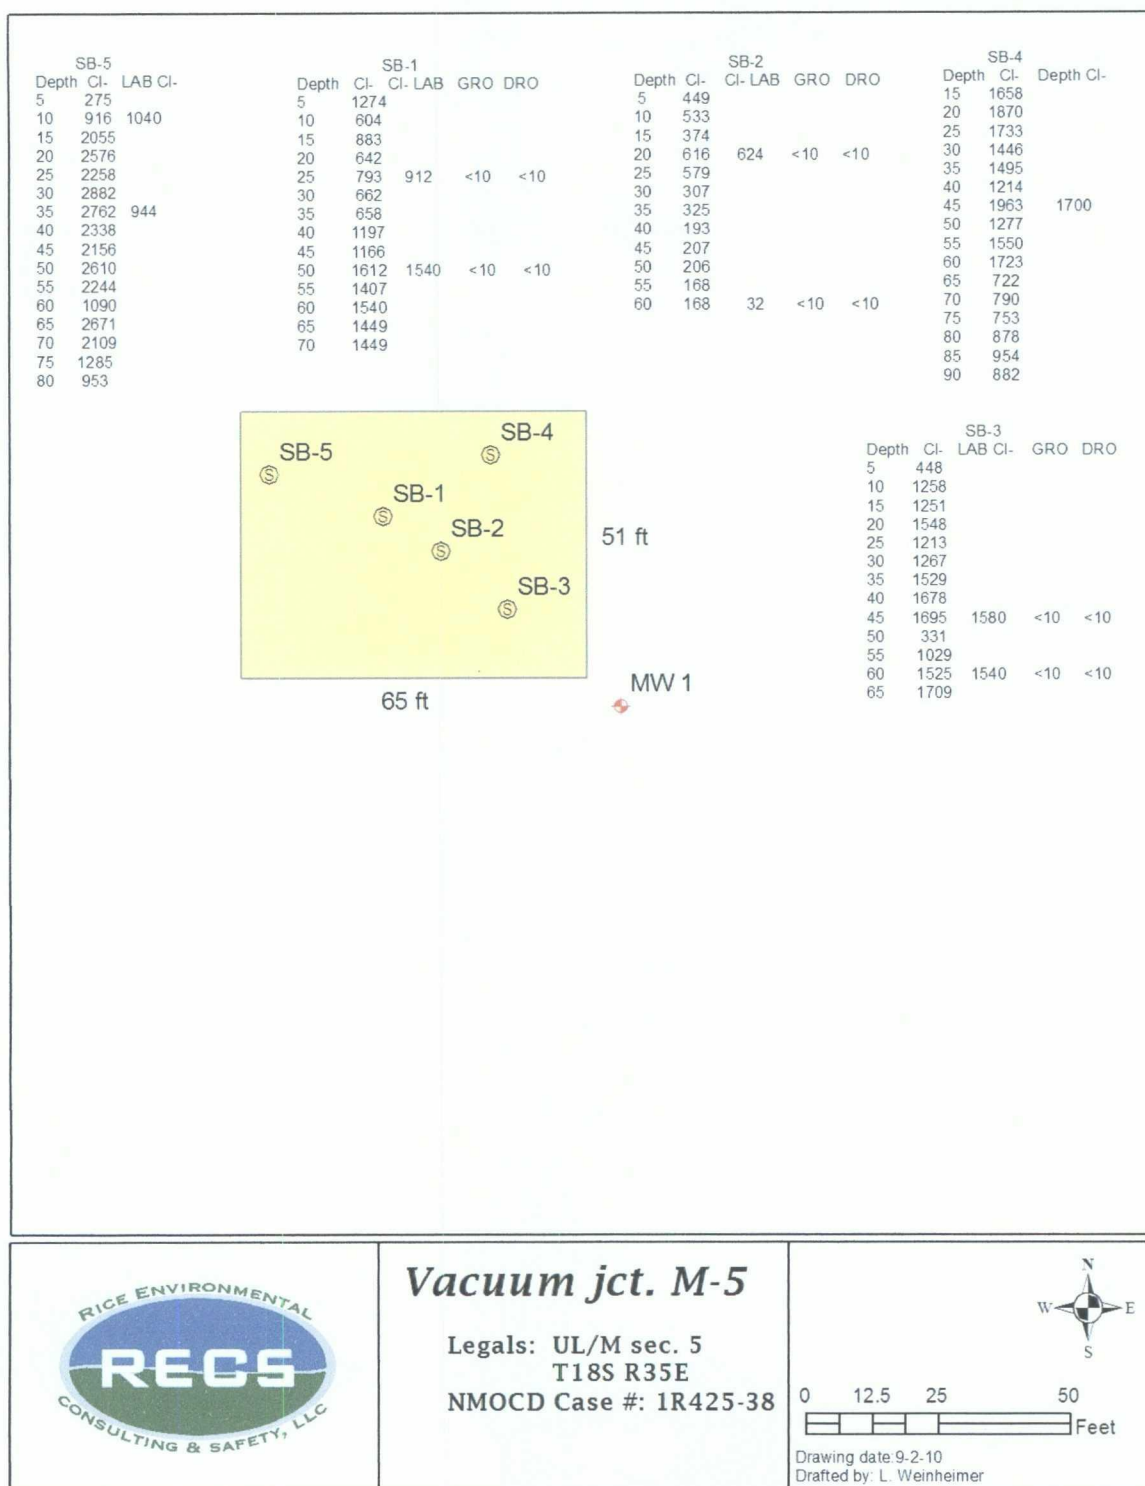 SB-5
Depth Cl- LAB Cl-
5 275
10 916 1040
15 2055
20 2576
25 2258
30 2882
35 2762 944
40 2338
45 2156
50 2610
55 2244
60 1090
65 2671
70 2109
75 1285
80 953
SB-1
Depth Cl- Cl- LAB GRO DRO
5 1274
10 604
15 883
20 642
25 793 912 <10 <10
30 662
35 658
40 1197
45 1166
50 1612 1540 <10 <10
55 1407
60 1540
65 1449
70 1449
SB-2
Depth Cl- Cl- LAB GRO DRO
5 449
10 533
15 374
20 616 624 <10 <10
25 579
30 307
35 325
40 193
45 207
50 206
55 168
60 168 32 <10 <10
SB-4
Depth Cl- Depth Cl-
15 1658
20 1870
25 1733
30 1446
35 1495
40 1214
45 1963 1700
50 1277
55 1550
60 1723
65 722
70 790
75 753
80 878
85 954
90 882
SB-3
Depth Cl- LAB Cl- GRO DRO
5 448
10 1258
15 1251
20 1548
25 1213
30 1267
35 1529
40 1678
45 1695 1580 <10 <10
50 331
55 1029
60 1525 1540 <10 <10
65 1709
SB-5
S
SB-4
S
SB-1
S
SB-2
S
SB-3
S
51 ft
65 ft
MW 1
RICE ENVIRONMENTAL
RECS
CONSULTING & SAFETY, LLC
Vacuum jct. M-5
Legals: UL/M sec. 5
T18S R35E
NMOCD Case #: 1R425-38
N
W E
S
0 12.5 25 50
Feet
Drawing date:9-2-10
Drafted by: L. Weinheimer